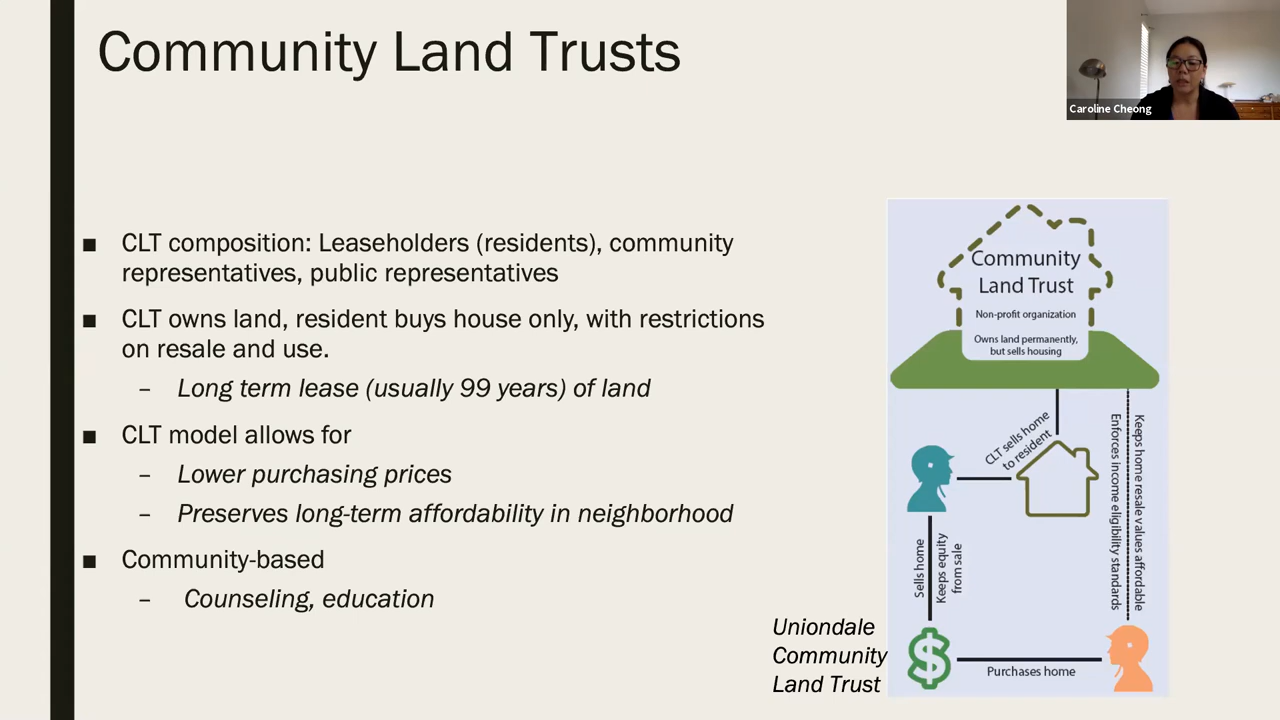 Community Land Trusts
Caroline Cheong
■ CLT composition: Leaseholders (residents), community
representatives, public representatives
■ CLT owns land, resident buys house only, with restrictions
on resale and use.
– Long term lease (usually 99 years) of land
■ CLT model allows for
– Lower purchasing prices
– Preserves long-term affordability in neighborhood
■ Community-based
– Counseling, education
Community
Land Trust
Non-profit organization
Owns land permanently,
but sells housing
CLT sells home
to resident
Enforces income eligibility standards
Keeps home resale values affordable
Sells home
Keeps equity
from sale
$
Purchases home
Uniondale
Community
Land Trust